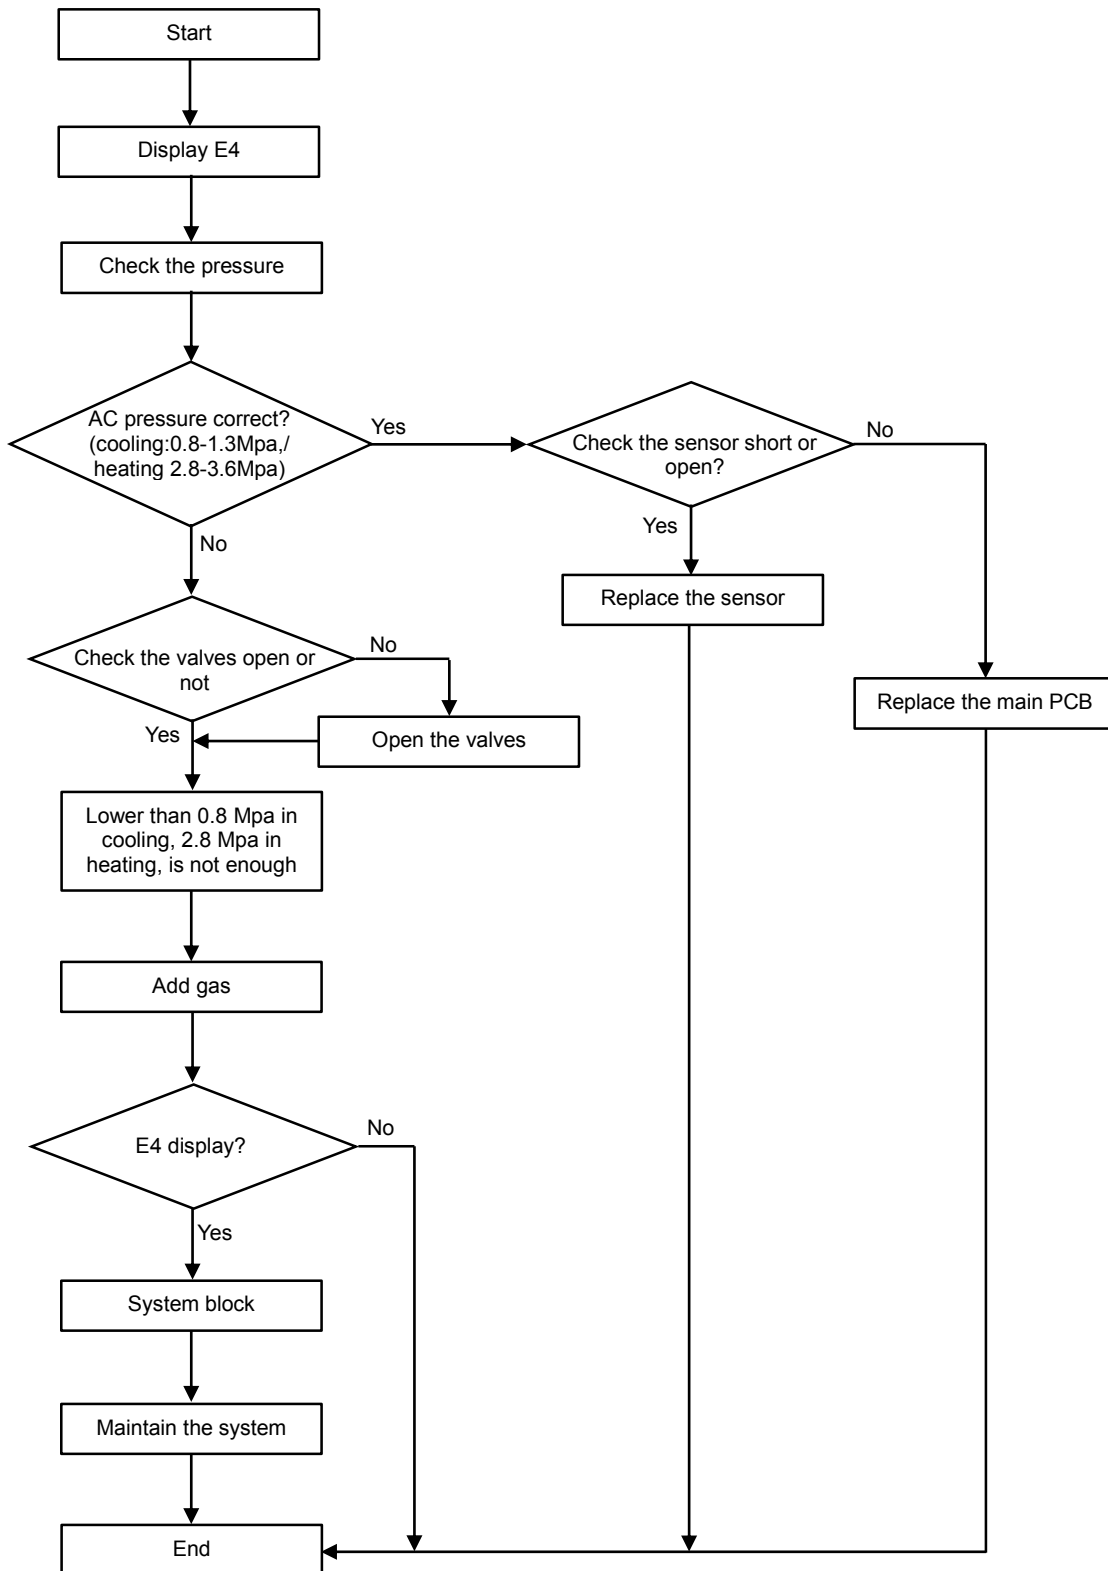 Start
Display E4
Check the pressure
AC pressure correct?
(cooling:0.8-1.3Mpa,/
heating 2.8-3.6Mpa)
Yes
No
Check the sensor short or
open?
No
Yes
Replace the sensor
Replace the main PCB
Check the valves open or
not
No
Yes
Open the valves
Lower than 0.8 Mpa in
cooling, 2.8 Mpa in
heating, is not enough
Add gas
E4 display?
No
Yes
System block
Maintain the system
End